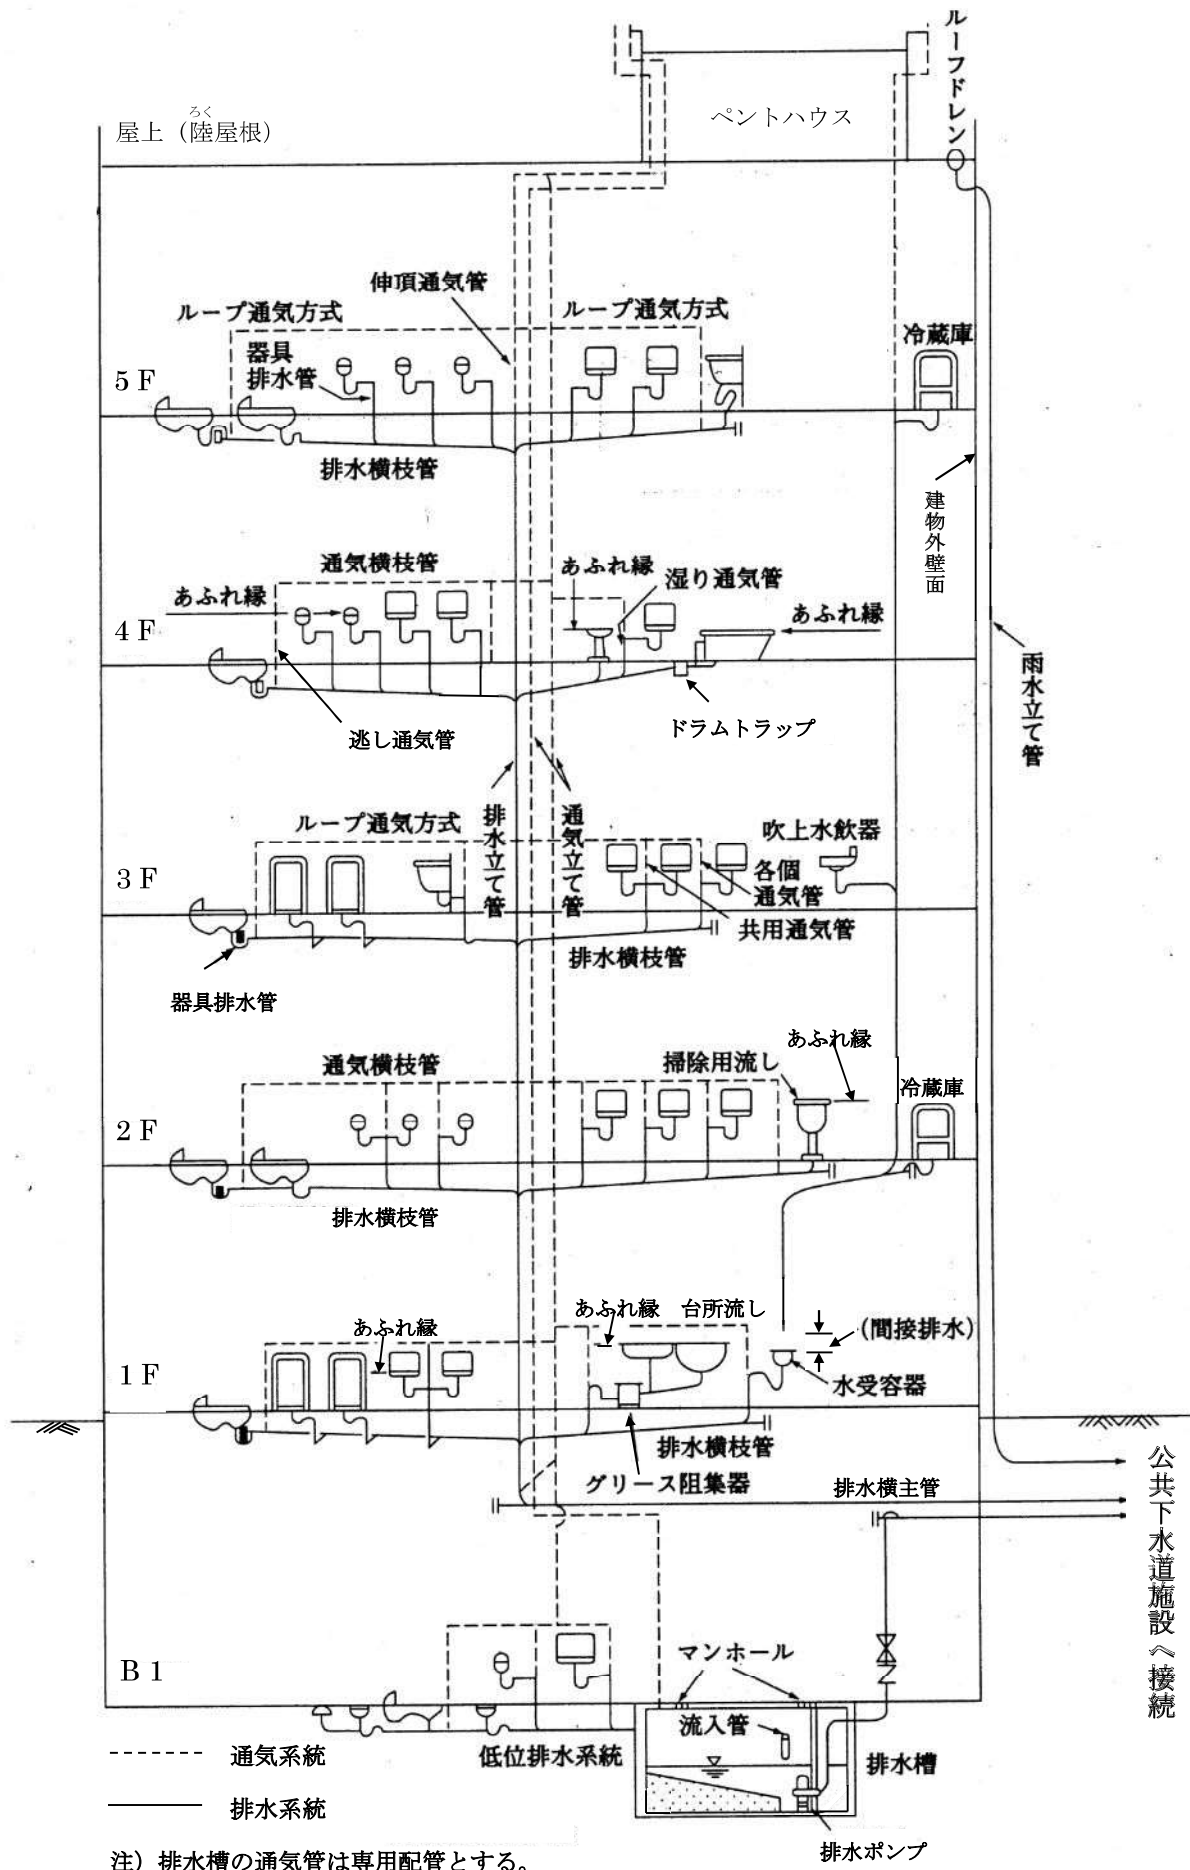 ルーフドレン
ろく
屋上（陸屋根）
ペントハウス
伸頂通気管
ループ通気方式
ループ通気方式
冷蔵庫
器具
排水管
5F
排水横枝管
建物外壁面
通気横枝管
あふれ縁
湿り通気管
あふれ縁
あふれ縁
4F
雨水立て管
逃し通気管
ドラムトラップ
排水立て管
通気立て管
ループ通気方式
吹上水飲器
3F
各個
通気管
共用通気管
排水横枝管
器具排水管
あふれ縁
通気横枝管
掃除用流し
冷蔵庫
2F
排水横枝管
あふれ縁
台所流し
あふれ縁
(間接排水)
1F
水受容器
排水横枝管
グリース阻集器
排水横主管
公共下水道施設へ接続
マンホール
B1
流入管
低位排水系統
排水槽
通気系統
排水系統
排水ポンプ
注）排水槽の通気管は専用配管とする。